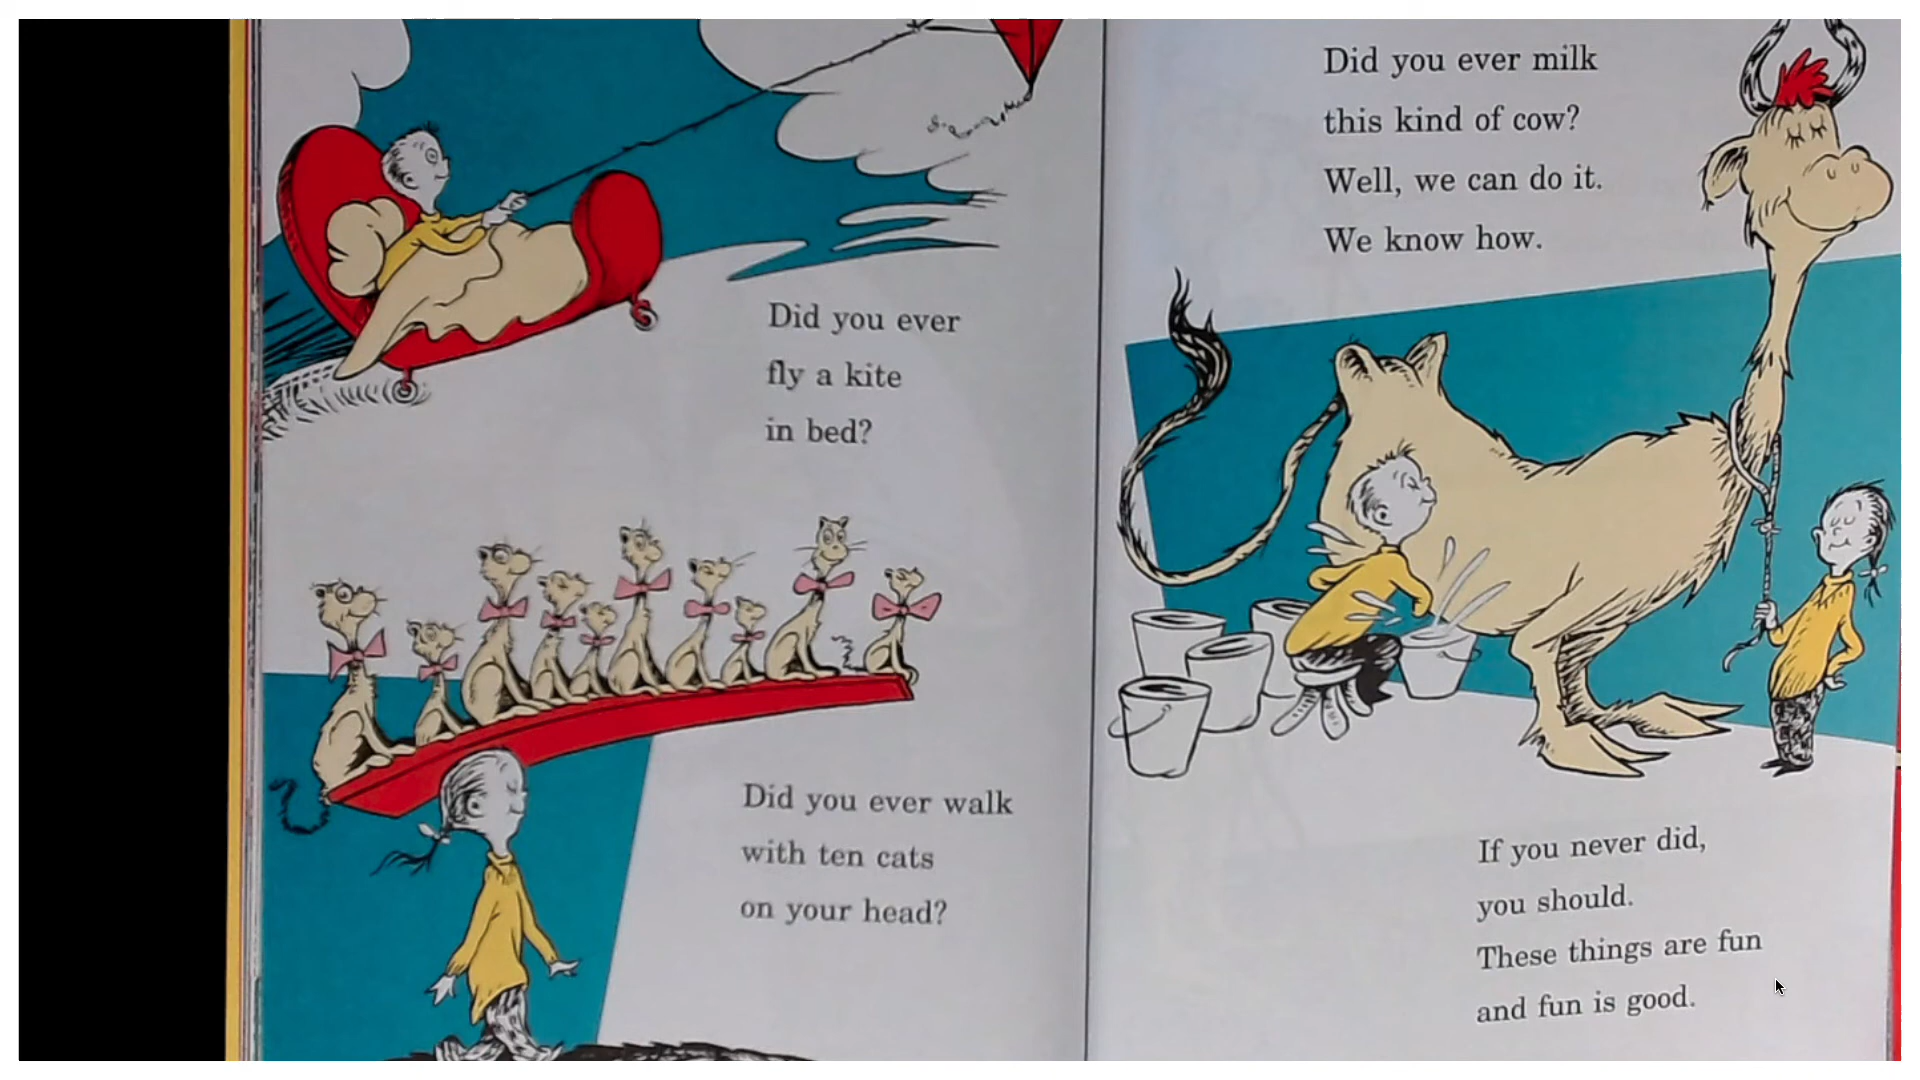 Did you ever
fly a kite
in bed?
Did you ever walk
with ten cats
on your head?
Did you ever milk
this kind of cow?
Well, we can do it.
We know how.
If you never did,
you should.
These things are fun
and fun is good.